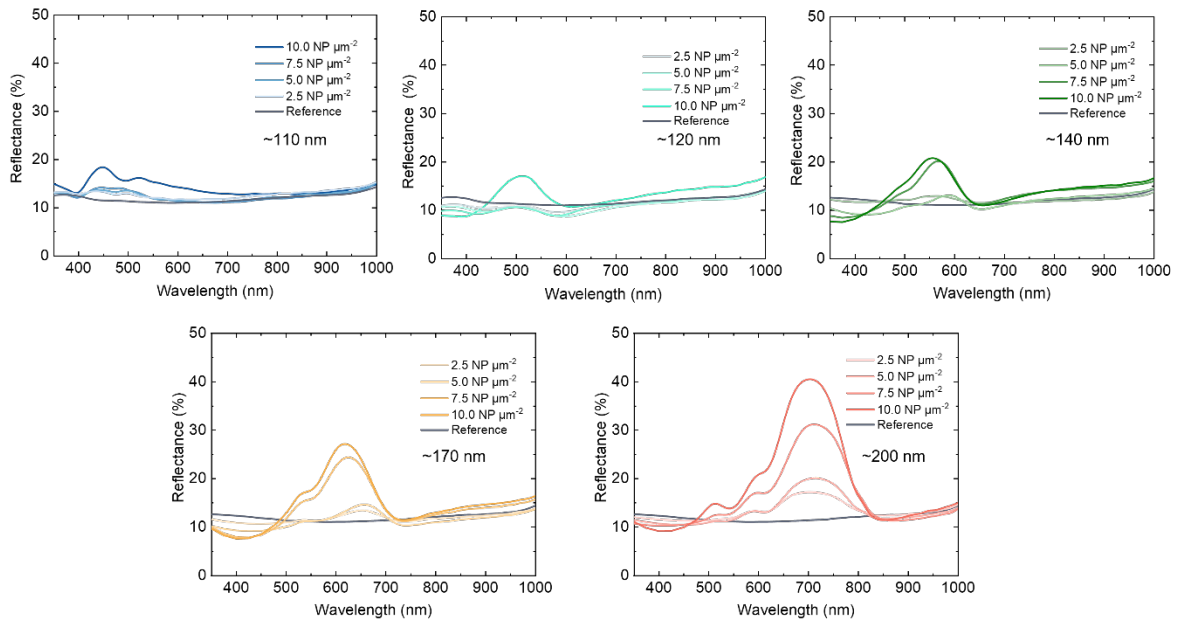 50
40
30
20
10
0
Reflectance (%)
10.0 NP µm⁻²
7.5 NP µm⁻²
5.0 NP µm⁻²
2.5 NP µm⁻²
Reference
~110 nm
400 500 600 700 800 900 1000
Wavelength (nm)
50
40
30
20
10
0
Reflectance (%)
2.5 NP µm⁻²
5.0 NP µm⁻²
7.5 NP µm⁻²
10.0 NP µm⁻²
Reference
~120 nm
400 500 600 700 800 900 1000
Wavelength (nm)
50
40
30
20
10
0
Reflectance (%)
2.5 NP µm⁻²
5.0 NP µm⁻²
7.5 NP µm⁻²
10.0 NP µm⁻²
Reference
~140 nm
400 500 600 700 800 900 1000
Wavelength (nm)
50
40
30
20
10
0
Reflectance (%)
2.5 NP µm⁻²
5.0 NP µm⁻²
7.5 NP µm⁻²
10.0 NP µm⁻²
Reference
~170 nm
400 500 600 700 800 900 1000
Wavelength (nm)
50
40
30
20
10
0
Reflectance (%)
2.5 NP µm⁻²
5.0 NP µm⁻²
7.5 NP µm⁻²
10.0 NP µm⁻²
Reference
~200 nm
400 500 600 700 800 900 1000
Wavelength (nm)